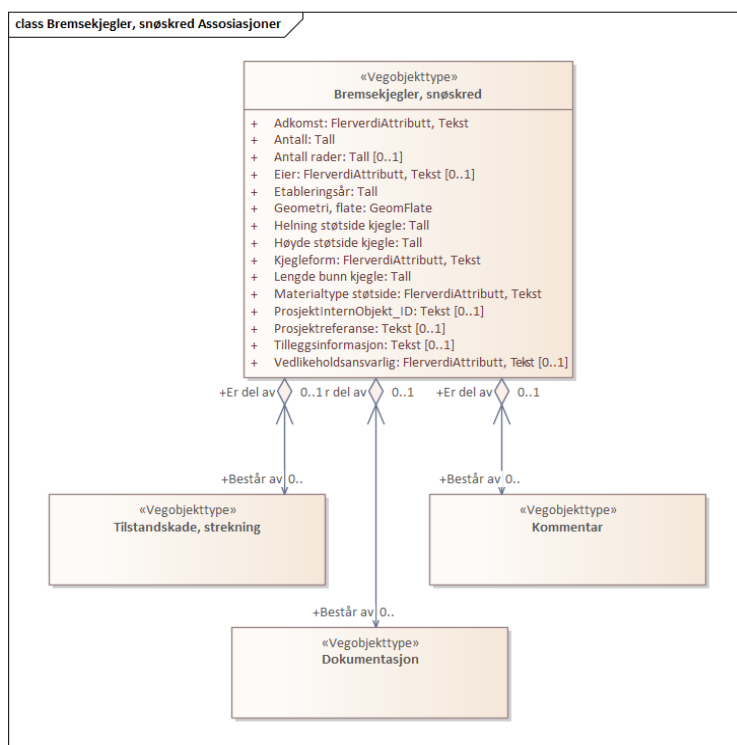 class Bremsekjegler, snøskred Assosiasjoner
«Vegobjekttype»
Bremsekjegler, snøskred
+ Adkomst: FlerverdiAttributt, Tekst
+ Antall: Tall
+ Antall rader: Tall [0..1]
+ Eier: FlerverdiAttributt, Tekst [0..1]
+ Etableringsår: Tall
+ Geometri, flate: GeomFlate
+ Helning støtside kjegle: Tall
+ Høyde støtside kjegle: Tall
+ Kjegleform: FlerverdiAttributt, Tekst
+ Lengde bunn kjegle: Tall
+ Materialtype støtside: FlerverdiAttributt, Tekst
+ ProsjektInternObjekt_ID: Tekst [0..1]
+ Prosjektreferanse: Tekst [0..1]
+ Tilleggsinformasjon: Tekst [0..1]
+ Vedlikeholdsansvarlig: FlerverdiAttributt, Tekst [0..1]
+Er del av 0..1 r del av 0..1 +Er del av 0..1
+Består av 0.. +Består av 0..
«Vegobjekttype»
Tilstandskade, strekning
«Vegobjekttype»
Kommentar
+Består av 0..
«Vegobjekttype»
Dokumentasjon